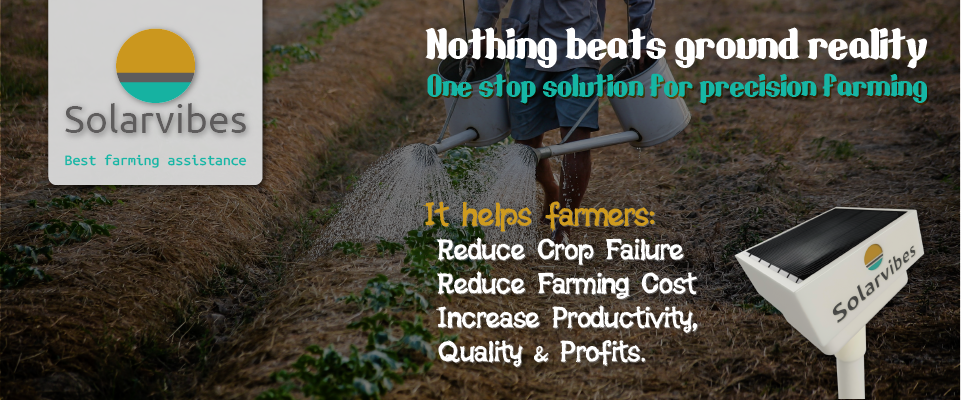 Solarvibes
Best farming assistance
Nothing beats ground reality
One stop solution for precision farming
It helps farmers:
Reduce Crop Failure
Reduce Farming Cost
Increase Productivity,
Quality & Profits.
Solarvibes